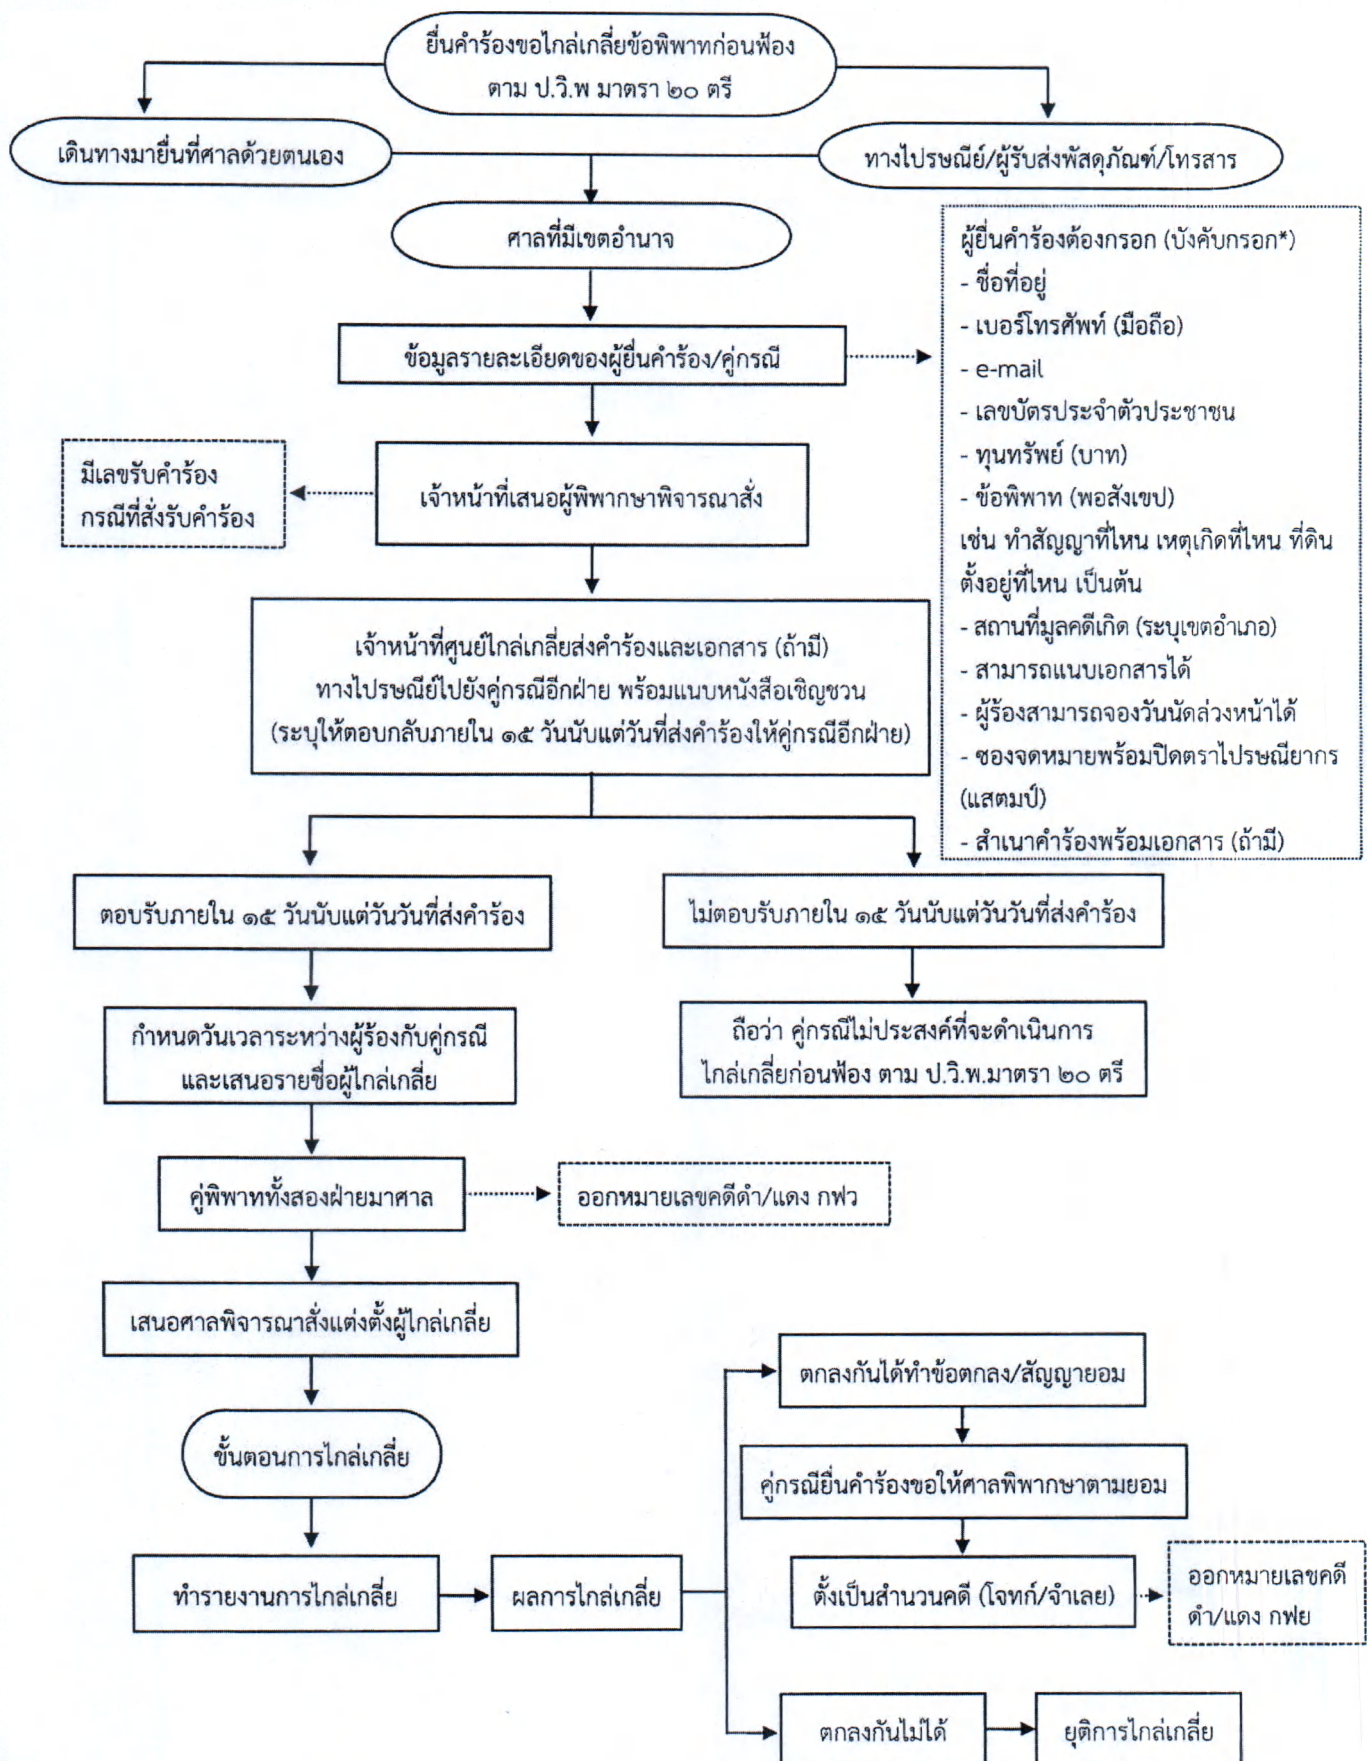 ยื่นคำร้องขอไกล่เกลี่ยข้อพิพาทก่อนฟ้อง
ตาม ป.วิ.พ มาตรา ๒๐ ตรี
เดินทางมายื่นที่ศาลด้วยตนเอง
ทางไปรษณีย์/ผู้รับส่งพัสดุภัณฑ์/โทรสาร
ศาลที่มีเขตอำนาจ
ข้อมูลรายละเอียดของผู้ยื่นคำร้อง/คู่กรณี
ผู้ยื่นคำร้องต้องกรอก (บังคับกรอก*)
- ชื่อที่อยู่
- เบอร์โทรศัพท์ (มือถือ)
- e-mail
- เลขบัตรประจำตัวประชาชน
- ทุนทรัพย์ (บาท)
- ข้อพิพาท (พอสังเขป)
เช่น ทำสัญญาที่ไหน เหตุเกิดที่ไหน ที่ดิน
ตั้งอยู่ที่ไหน เป็นต้น
- สถานที่มูลคดีเกิด (ระบุเขตอำเภอ)
- สามารถแนบเอกสารได้
- ผู้ร้องสามารถจองวันนัดล่วงหน้าได้
- ซองจดหมายพร้อมปิดตราไปรษณียากร
(แสตมป์)
- สำเนาคำร้องพร้อมเอกสาร (ถ้ามี)
มีเลขรับคำร้อง
กรณีที่สั่งรับคำร้อง
เจ้าหน้าที่เสนอผู้พิพากษาพิจารณาสั่ง
เจ้าหน้าที่ศูนย์ไกล่เกลี่ยส่งคำร้องและเอกสาร (ถ้ามี)
ทางไปรษณีย์ไปยังคู่กรณีอีกฝ่าย พร้อมแนบหนังสือเชิญชวน
(ระบุให้ตอบกลับภายใน ๑๕ วันนับแต่วันที่ส่งคำร้องให้คู่กรณีอีกฝ่าย)
ตอบรับภายใน ๑๕ วันนับแต่วันวันที่ส่งคำร้อง
ไม่ตอบรับภายใน ๑๕ วันนับแต่วันวันที่ส่งคำร้อง
กำหนดวันเวลาระหว่างผู้ร้องกับคู่กรณี
และเสนอรายชื่อผู้ไกล่เกลี่ย
ถือว่า คู่กรณีไม่ประสงค์ที่จะดำเนินการ
ไกล่เกลี่ยก่อนฟ้อง ตาม ป.วิ.พ.มาตรา ๒๐ ตรี
คู่พิพาททั้งสองฝ่ายมาศาล
ออกหมายเลขคดีดำ/แดง กฟว
เสนอศาลพิจารณาสั่งแต่งตั้งผู้ไกล่เกลี่ย
ขั้นตอนการไกล่เกลี่ย
ทำรายงานการไกล่เกลี่ย
ผลการไกล่เกลี่ย
ตกลงกันได้ทำข้อตกลง/สัญญายอม
คู่กรณียื่นคำร้องขอให้ศาลพิพากษาตามยอม
ตั้งเป็นสำนวนคดี (โจทก์/จำเลย)
ออกหมายเลขคดี
ดำ/แดง กฟย
ตกลงกันไม่ได้
ยุติการไกล่เกลี่ย